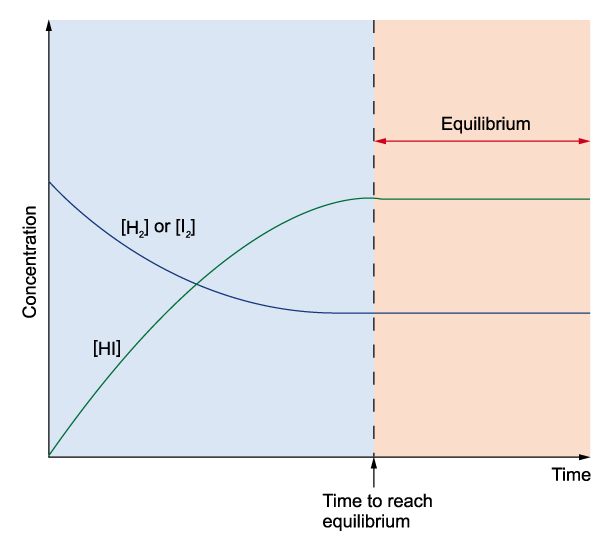 Equilibrium
[H₂] or [I₂]
Concentration
[HI]
Time
Time to reach
equilibrium